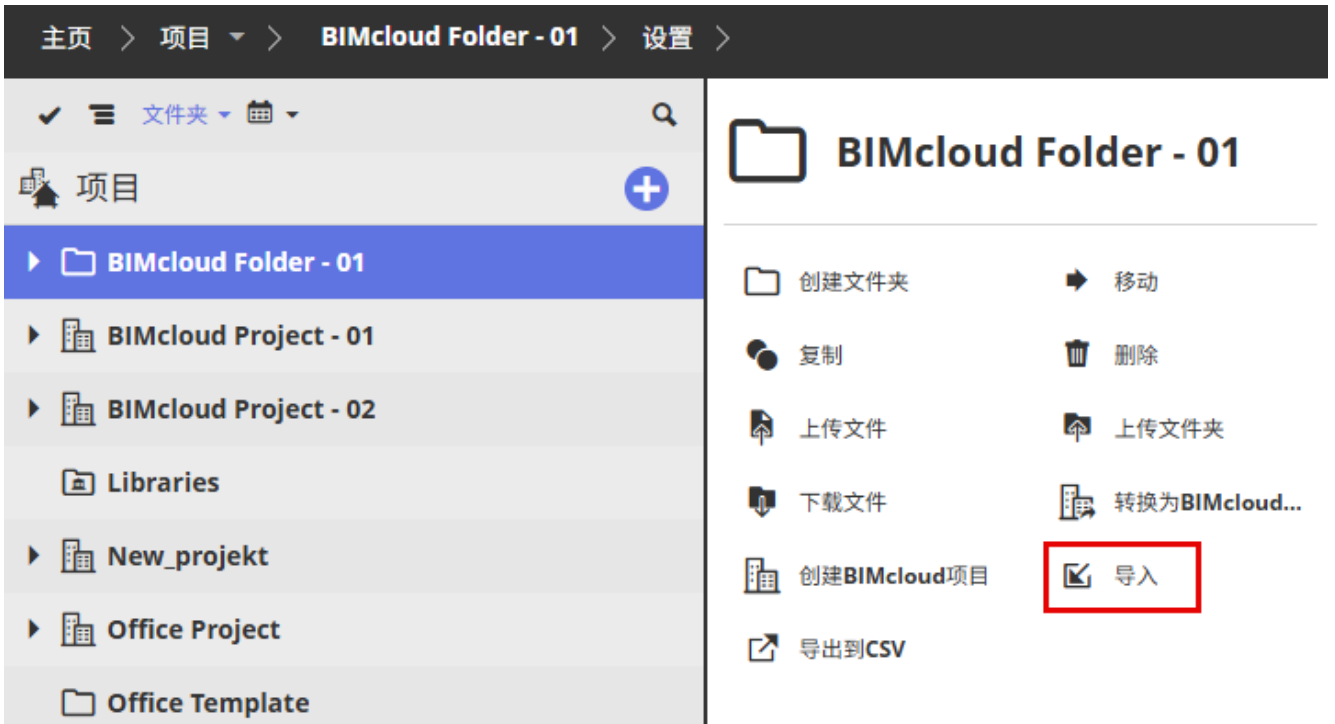 主页 项目 BIMcloud Folder - 01 设置
文件夹
项目
BIMcloud Folder - 01
BIMcloud Project - 01
BIMcloud Project - 02
Libraries
New_projekt
Office Project
Office Template
BIMcloud Folder - 01
创建文件夹 移动
复制 删除
上传文件 上传文件夹
下载文件 转换为BIMcloud...
创建BIMcloud项目 导入
导出到CSV